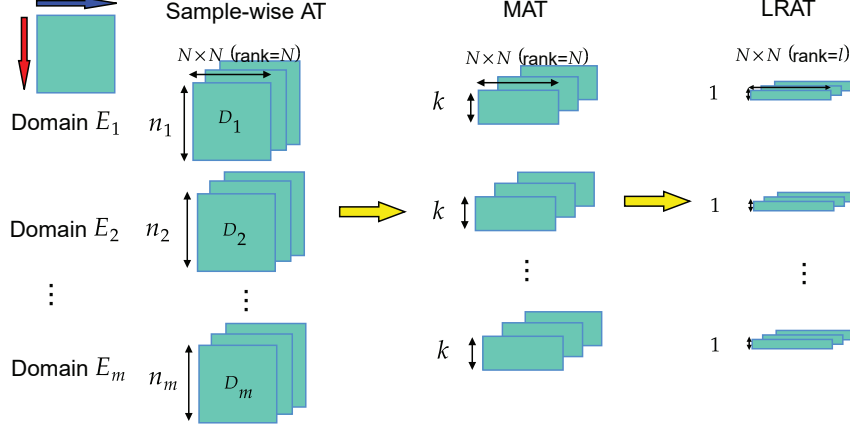 Sample-wise AT
MAT
LRAT
N×N (rank=N)
N×N (rank=N)
N×N (rank=l)
Domain E₁
n₁
D₁
k
1
Domain E₂
n₂
D₂
k
1
⋮
⋮
⋮
⋮
Domain Eₘ
nₘ
Dₘ
k
1